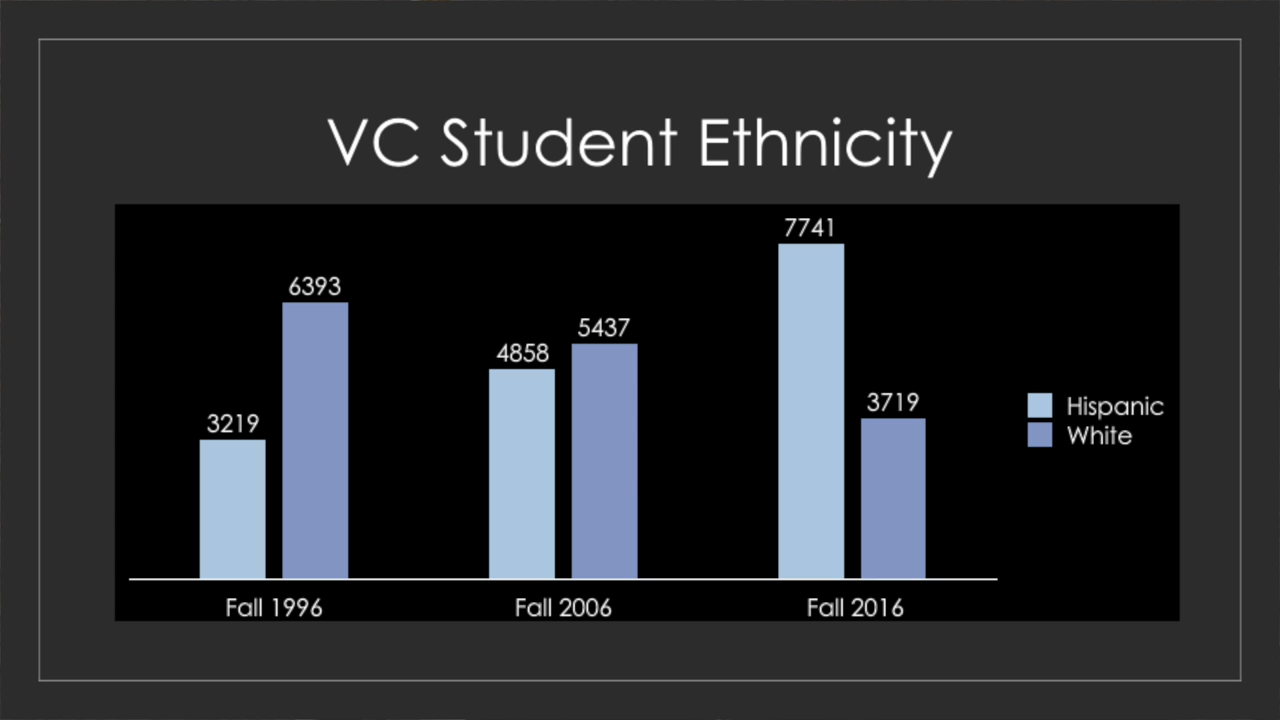 VC Student Ethnicity
7741
6393
5437
4858
3719
3219
Hispanic
White
Fall 1996 Fall 2006 Fall 2016